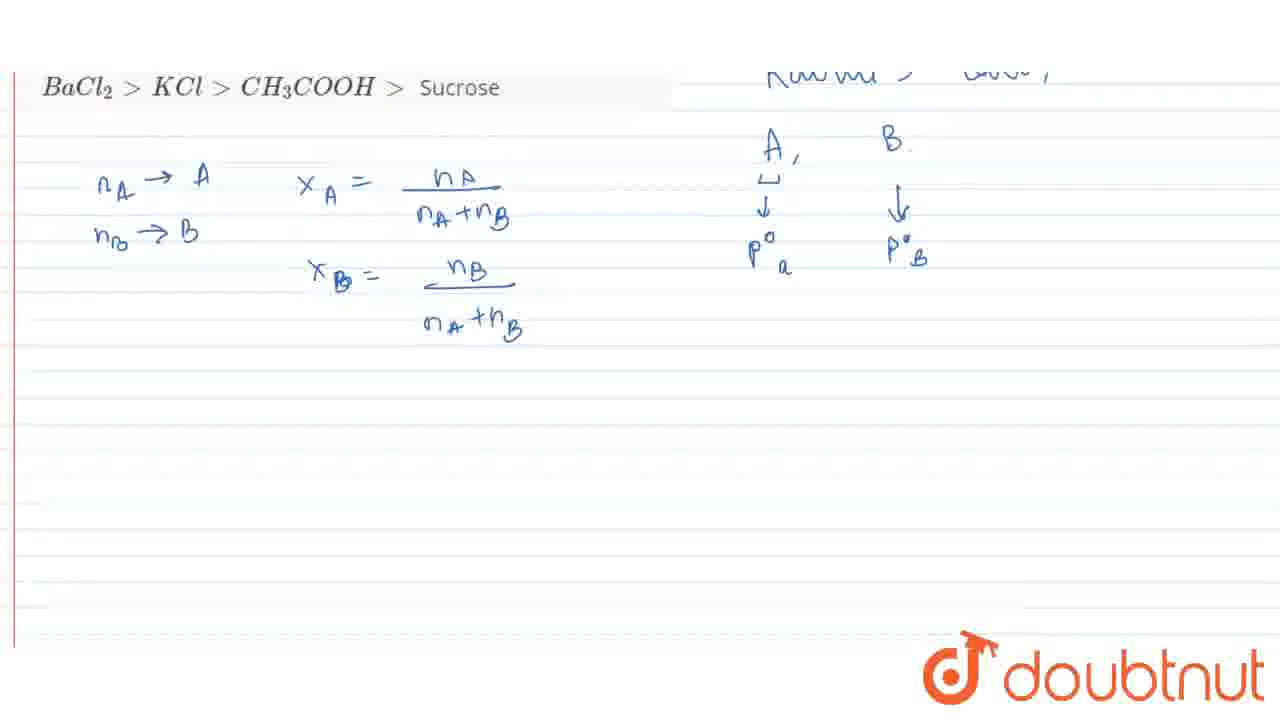 BaCl₂ > KCl > CH₃COOH > Sucrose
n_A → A
n_B → B
x_A = n_A / (n_A + n_B)
x_B = n_B / (n_A + n_B)
A, B
P°_a P°_B
doubtnut